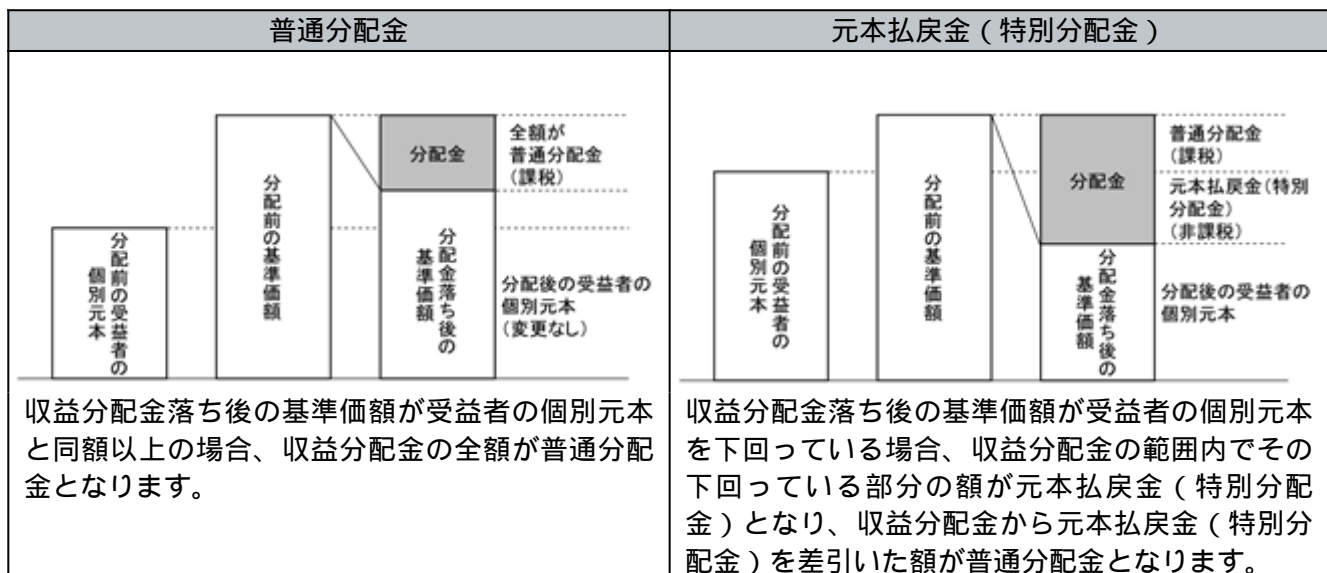 普通分配金
分配前の受益者の
個別元本
分配前の基準価額
分配金
分配金落ち後の
基準価額
全額が
普通分配金
(課税)
分配後の受益者の
個別元本
(変更なし)
収益分配金落ち後の基準価額が受益者の個別元本
と同額以上の場合、収益分配金の全額が普通分配
金となります。
元本払戻金(特別分配金)
分配前の受益者の
個別元本
分配前の基準価額
分配金
分配金落ち後の
基準価額
普通分配金
(課税)
元本払戻金(特別
分配金)
(非課税)
分配後の受益者の
個別元本
収益分配金落ち後の基準価額が受益者の個別元本
を下回っている場合、収益分配金の範囲内でその
下回っている部分の額が元本払戻金(特別分配
金)となり、収益分配金から元本払戻金(特別分
配金)を差引いた額が普通分配金となります。